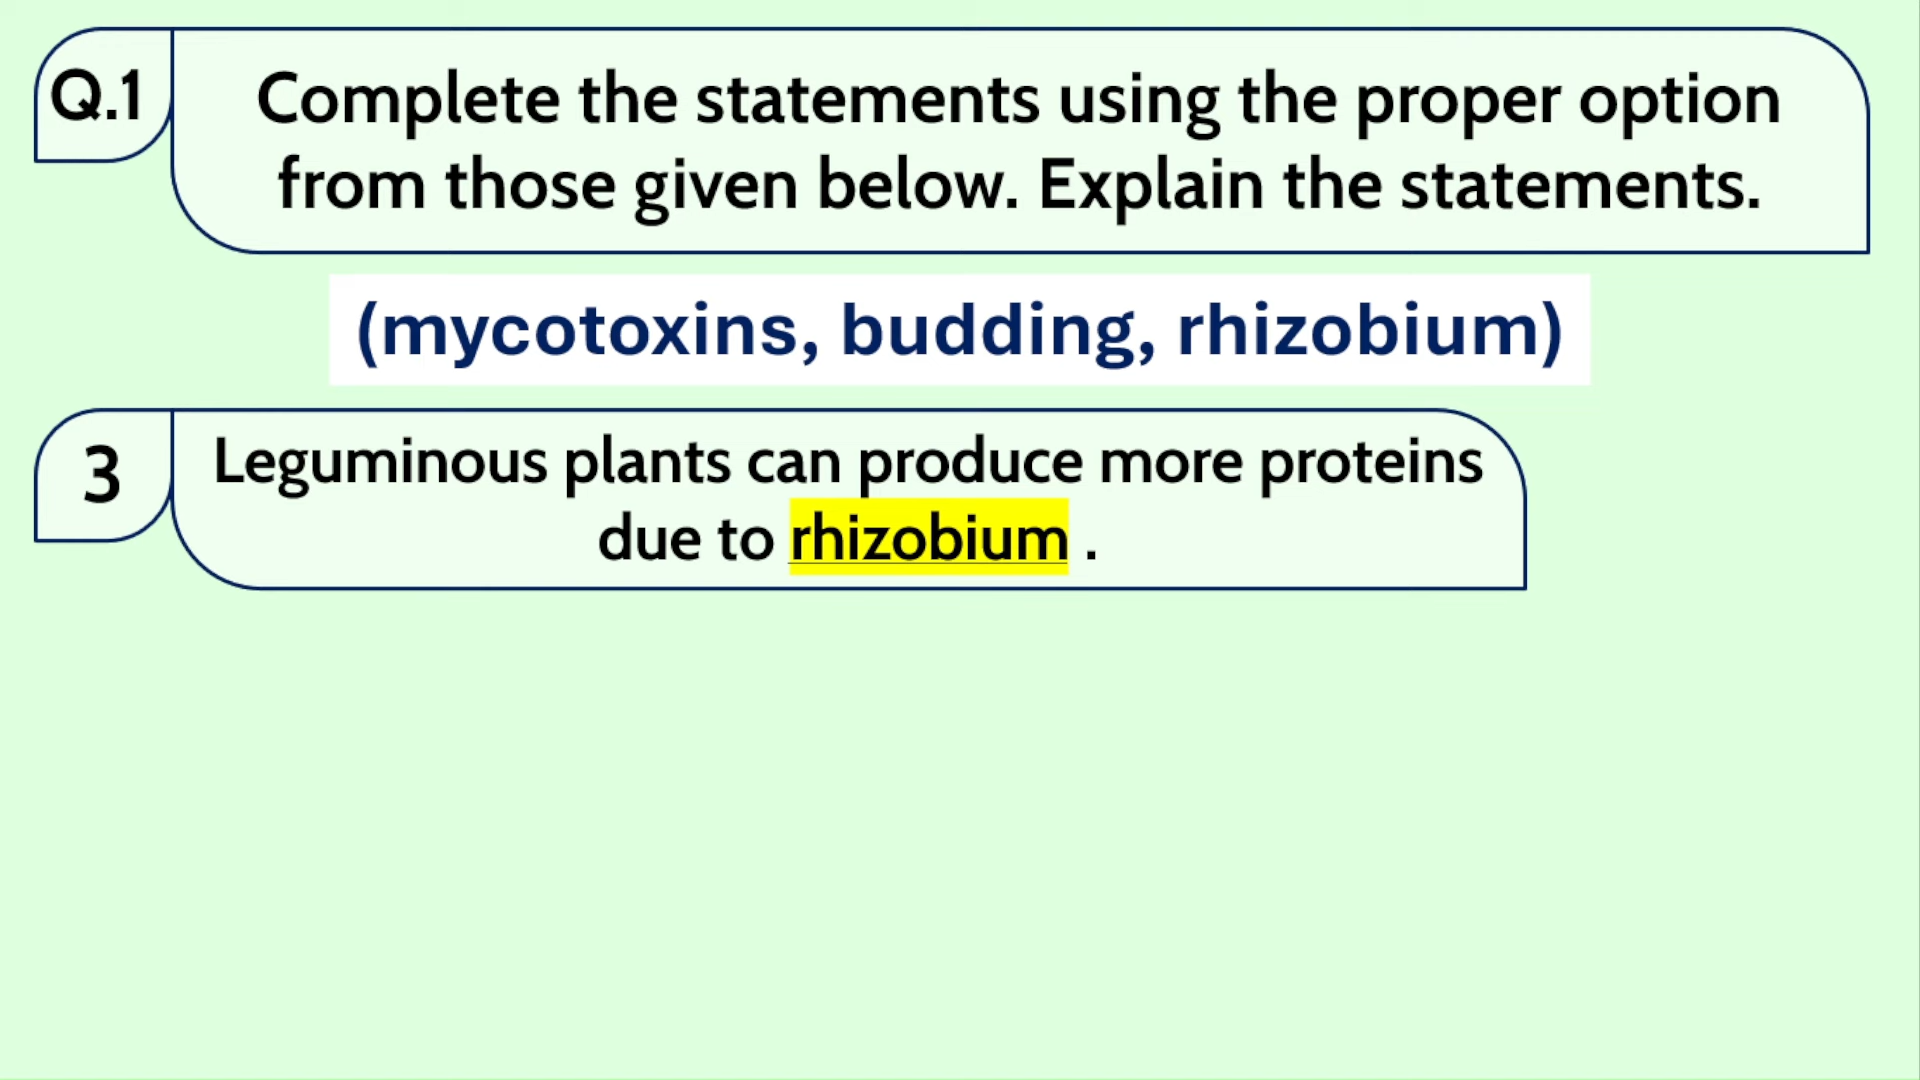 Q.1
Complete the statements using the proper option
from those given below. Explain the statements.
(mycotoxins, budding, rhizobium)
3
Leguminous plants can produce more proteins
due to rhizobium .